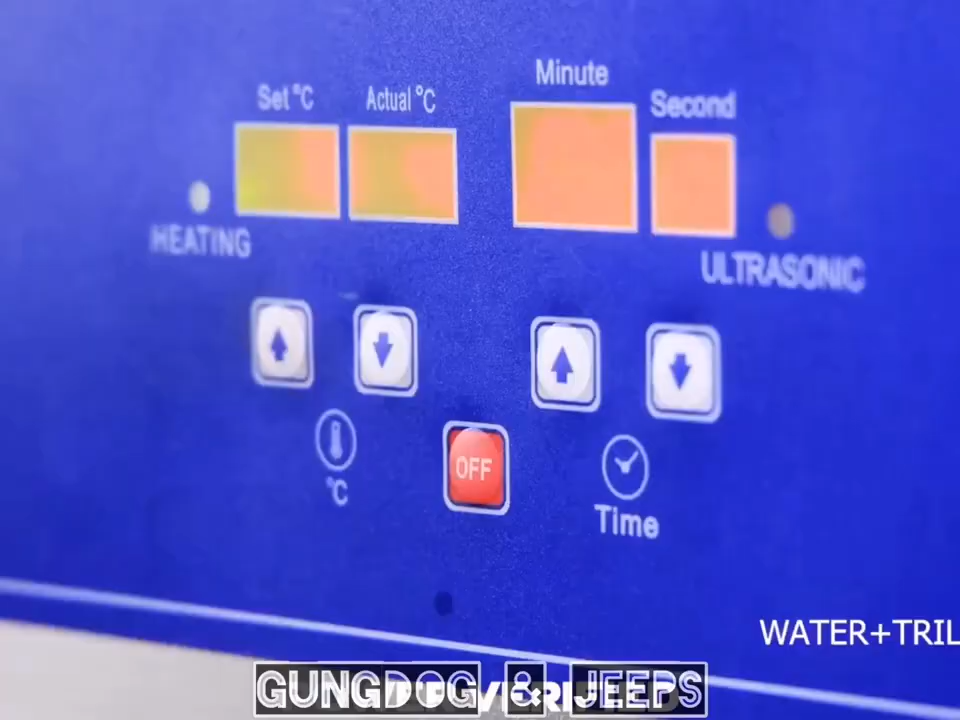 Set °C Actual °C Minute Second
HEATING ULTRASONIC
OFF
°C Time
WATER+TRIL
GUNGDOG & JEEPS